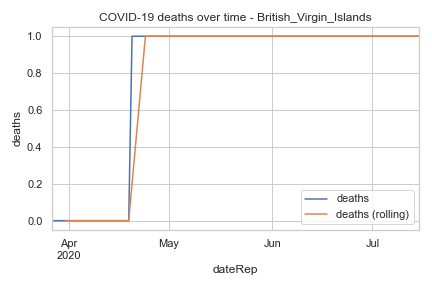 COVID-19 deaths over time - British_Virgin_Islands
deaths
1.0
0.8
0.6
0.4
0.2
0.0
deaths
deaths (rolling)
Apr
2020
May
Jun
Jul
dateRep